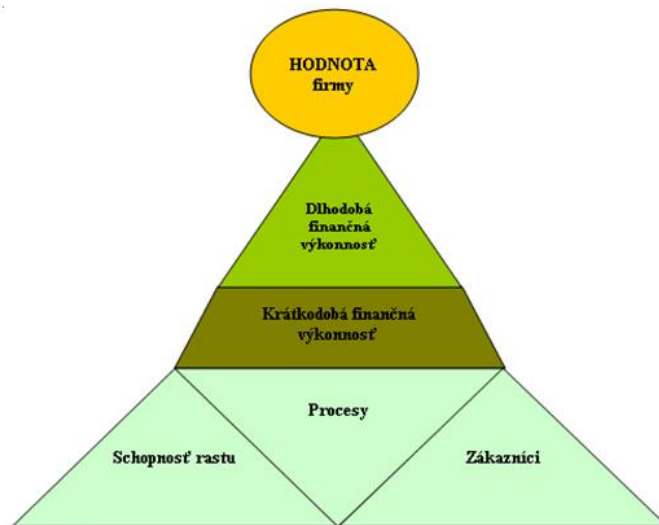 HODNOTA
firmy
Dlhodobá
finančná
výkonnosť
Krátkodobá finančná
výkonnosť
Procesy
Schopnosť rastu
Zákazníci